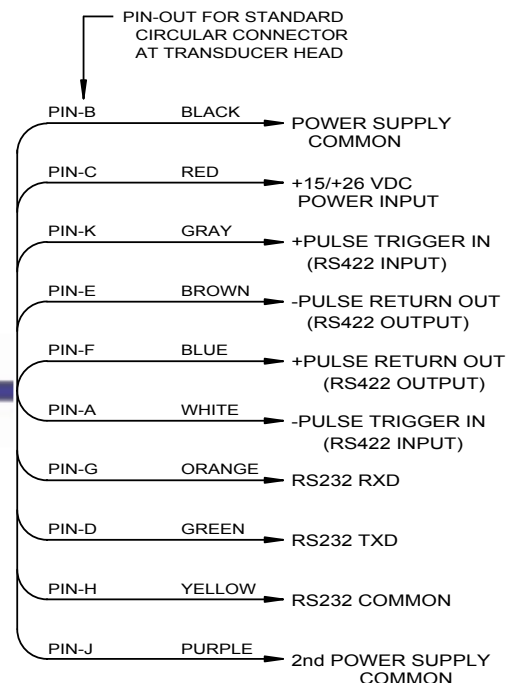 PIN-OUT FOR STANDARD
CIRCULAR CONNECTOR
AT TRANSDUCER HEAD
PIN-B BLACK POWER SUPPLY
COMMON
PIN-C RED +15/+26 VDC
POWER INPUT
PIN-K GRAY +PULSE TRIGGER IN
(RS422 INPUT)
PIN-E BROWN -PULSE RETURN OUT
(RS422 OUTPUT)
PIN-F BLUE +PULSE RETURN OUT
(RS422 OUTPUT)
PIN-A WHITE -PULSE TRIGGER IN
(RS422 INPUT)
PIN-G ORANGE RS232 RXD
PIN-D GREEN RS232 TXD
PIN-H YELLOW RS232 COMMON
PIN-J PURPLE 2nd POWER SUPPLY
COMMON